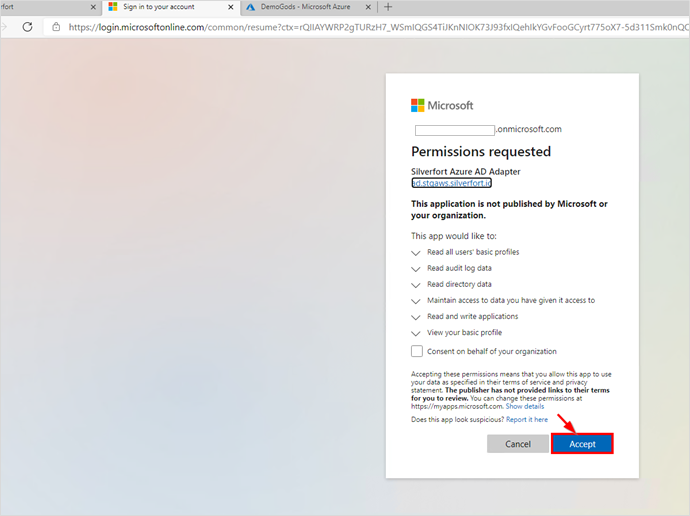 rfort
Sign in to your account
DemoGods - Microsoft Azure
https://login.microsoftonline.com/common/resume?ctx=
Microsoft
.onmicrosoft.com
Permissions requested
Silverfort Azure AD Adapter
ad.stgaws.silverfort.io
This application is not published by Microsoft or
your organization.
This app would like to:
Read all users' basic profiles
Read audit log data
Read directory data
Maintain access to data you have given it access to
Read and write applications
View your basic profile
Consent on behalf of your organization
Accepting these permissions means that you allow this app to use
your data as specified in their terms of service and privacy
statement. The publisher has not provided links to their terms
for you to review. You can change these permissions at
https://myapps.microsoft.com. Show details
Does this app look suspicious? Report it here
Cancel
Accept